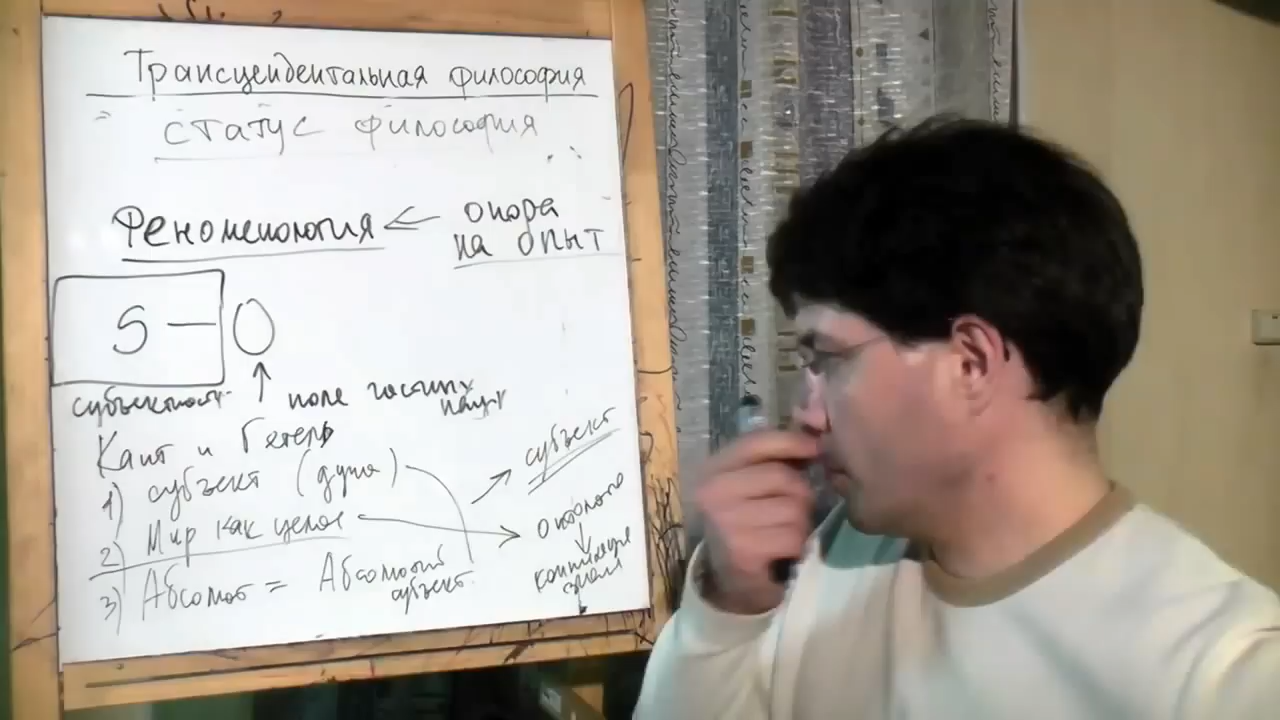 Трансцендентальная философия
статус философия
Феноменология ← опора
на опыт
S — O
субъектност ↑ поле частных
наук
Кант и Гегель
1) субъект (душа)
субъект
2) Мир как целое
3) Абсолют = Абсолютный
субъект